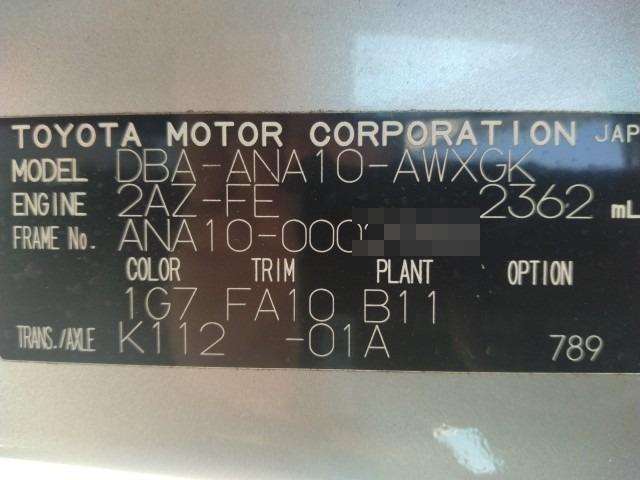 TOYOTA MOTOR CORPORATION JAP
MODEL DBA-ANA10-AWXGK
ENGINE 2AZ-FE 2362 mL
FRAME No. ANA10-000
COLOR TRIM PLANT OPTION
1G7 FA10 B11
TRANS./AXLE K112 -01A 789